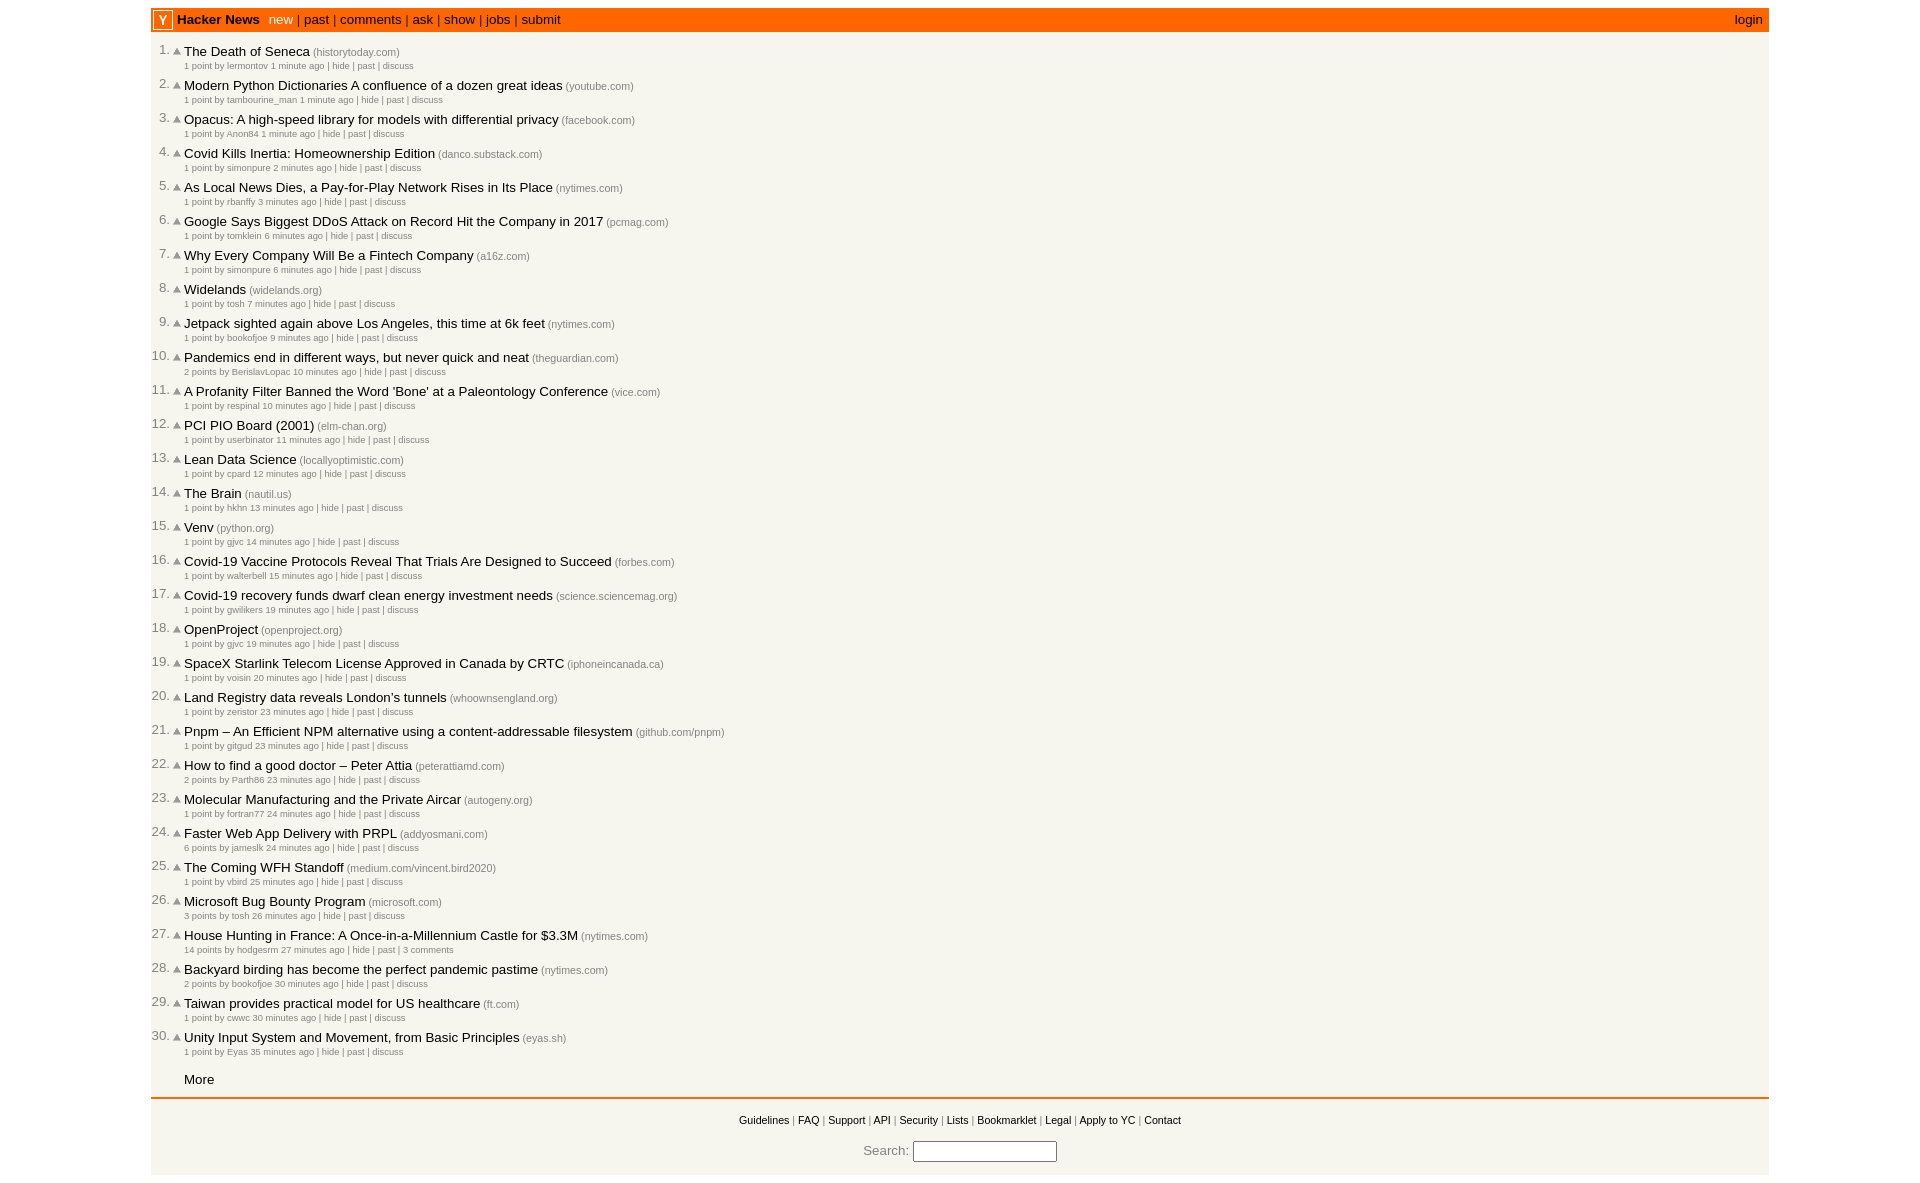 Y Hacker News new | past | comments | ask | show | jobs | submit login
1. The Death of Seneca (historytoday.com)
1 point by lermontov 1 minute ago | hide | past | discuss
2. Modern Python Dictionaries A confluence of a dozen great ideas (youtube.com)
1 point by tambourine_man 1 minute ago | hide | past | discuss
3. Opacus: A high-speed library for models with differential privacy (facebook.com)
1 point by Anon84 1 minute ago | hide | past | discuss
4. Covid Kills Inertia: Homeownership Edition (danco.substack.com)
1 point by simonpure 2 minutes ago | hide | past | discuss
5. As Local News Dies, a Pay-for-Play Network Rises in Its Place (nytimes.com)
1 point by rbanffy 3 minutes ago | hide | past | discuss
6. Google Says Biggest DDoS Attack on Record Hit the Company in 2017 (pcmag.com)
1 point by tomklein 6 minutes ago | hide | past | discuss
7. Why Every Company Will Be a Fintech Company (a16z.com)
1 point by simonpure 6 minutes ago | hide | past | discuss
8. Widelands (widelands.org)
1 point by tosh 7 minutes ago | hide | past | discuss
9. Jetpack sighted again above Los Angeles, this time at 6k feet (nytimes.com)
1 point by bookofjoe 9 minutes ago | hide | past | discuss
10. Pandemics end in different ways, but never quick and neat (theguardian.com)
2 points by BerislavLopac 10 minutes ago | hide | past | discuss
11. A Profanity Filter Banned the Word 'Bone' at a Paleontology Conference (vice.com)
1 point by respinal 10 minutes ago | hide | past | discuss
12. PCI PIO Board (2001) (elm-chan.org)
1 point by userbinator 11 minutes ago | hide | past | discuss
13. Lean Data Science (locallyoptimistic.com)
1 point by cpard 12 minutes ago | hide | past | discuss
14. The Brain (nautil.us)
1 point by hkhn 13 minutes ago | hide | past | discuss
15. Venv (python.org)
1 point by gjvc 14 minutes ago | hide | past | discuss
16. Covid-19 Vaccine Protocols Reveal That Trials Are Designed to Succeed (forbes.com)
1 point by walterbell 15 minutes ago | hide | past | discuss
17. Covid-19 recovery funds dwarf clean energy investment needs (science.sciencemag.org)
1 point by gwilikers 19 minutes ago | hide | past | discuss
18. OpenProject (openproject.org)
1 point by gjvc 19 minutes ago | hide | past | discuss
19. SpaceX Starlink Telecom License Approved in Canada by CRTC (iphoneincanada.ca)
1 point by voisin 20 minutes ago | hide | past | discuss
20. Land Registry data reveals London’s tunnels (whoownsengland.org)
1 point by zeristor 23 minutes ago | hide | past | discuss
21. Pnpm – An Efficient NPM alternative using a content-addressable filesystem (github.com/pnpm)
1 point by gitgud 23 minutes ago | hide | past | discuss
22. How to find a good doctor – Peter Attia (peterattiamd.com)
2 points by Parth86 23 minutes ago | hide | past | discuss
23. Molecular Manufacturing and the Private Aircar (autogeny.org)
1 point by fortran77 24 minutes ago | hide | past | discuss
24. Faster Web App Delivery with PRPL (addyosmani.com)
6 points by jameslk 24 minutes ago | hide | past | discuss
25. The Coming WFH Standoff (medium.com/vincent.bird2020)
1 point by vbird 25 minutes ago | hide | past | discuss
26. Microsoft Bug Bounty Program (microsoft.com)
3 points by tosh 26 minutes ago | hide | past | discuss
27. House Hunting in France: A Once-in-a-Millennium Castle for $3.3M (nytimes.com)
14 points by hodgesrm 27 minutes ago | hide | past | 3 comments
28. Backyard birding has become the perfect pandemic pastime (nytimes.com)
2 points by bookofjoe 30 minutes ago | hide | past | discuss
29. Taiwan provides practical model for US healthcare (ft.com)
1 point by cwwc 30 minutes ago | hide | past | discuss
30. Unity Input System and Movement, from Basic Principles (eyas.sh)
1 point by Eyas 35 minutes ago | hide | past | discuss
More
Guidelines | FAQ | Support | API | Security | Lists | Bookmarklet | Legal | Apply to YC | Contact
Search: